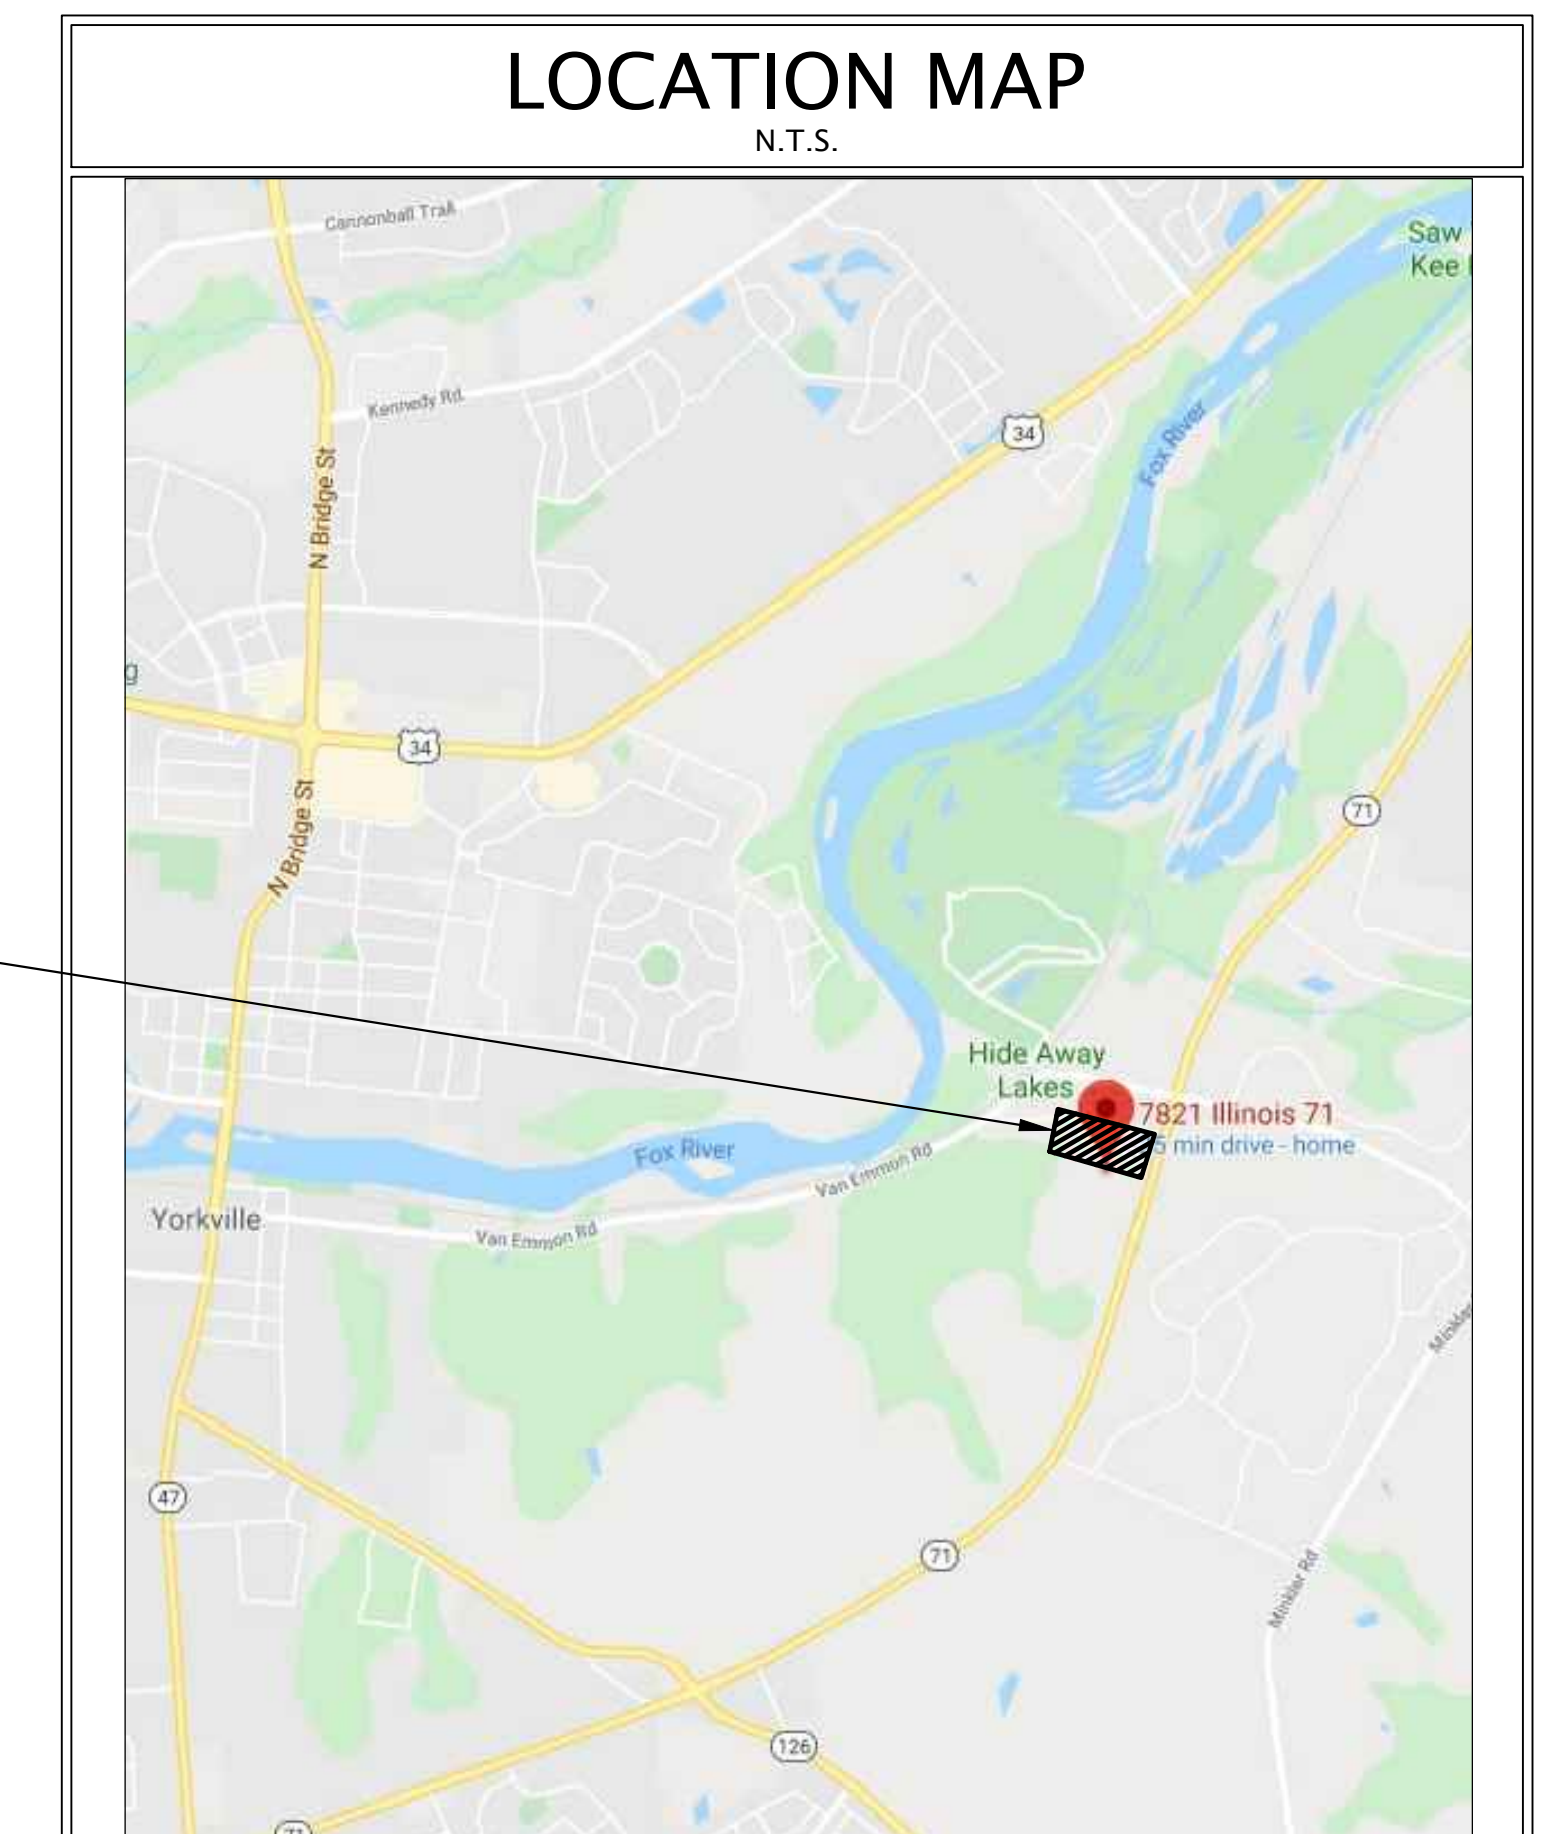 LOCATION MAP
N.T.S.
Cannonball Trail
Saw
Kee
Kennedy Rd
34
Fox River
N Bridge St
g
34
N Bridge St
71
Hide Away
Lakes
7821 Illinois 71
5 min drive - home
Fox River
Van Emmon Rd
Yorkville
Van Emmon Rd
47
71
Minkler Rd
126
71